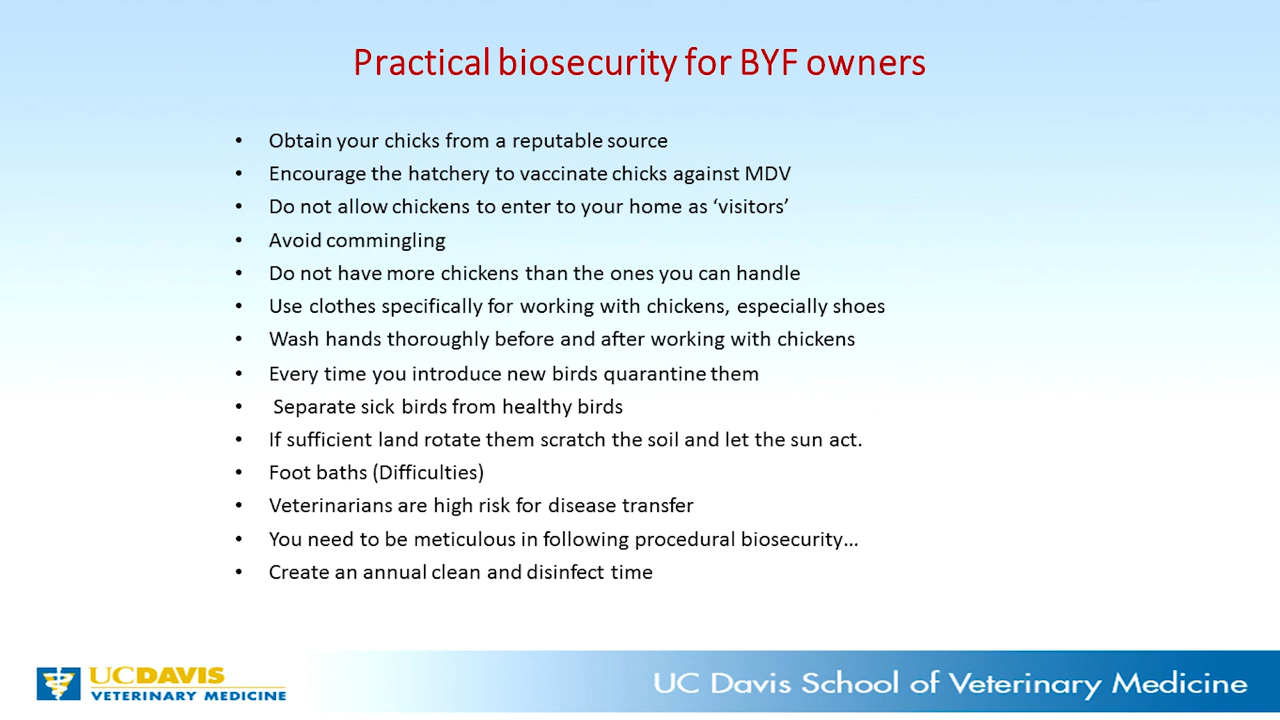 Practical biosecurity for BYF owners
• Obtain your chicks from a reputable source
• Encourage the hatchery to vaccinate chicks against MDV
• Do not allow chickens to enter to your home as ‘visitors’
• Avoid commingling
• Do not have more chickens than the ones you can handle
• Use clothes specifically for working with chickens, especially shoes
• Wash hands thoroughly before and after working with chickens
• Every time you introduce new birds quarantine them
• Separate sick birds from healthy birds
• If sufficient land rotate them scratch the soil and let the sun act.
• Foot baths (Difficulties)
• Veterinarians are high risk for disease transfer
• You need to be meticulous in following procedural biosecurity…
• Create an annual clean and disinfect time
UCDAVIS
VETERINARY MEDICINE
UC Davis School of Veterinary Medicine